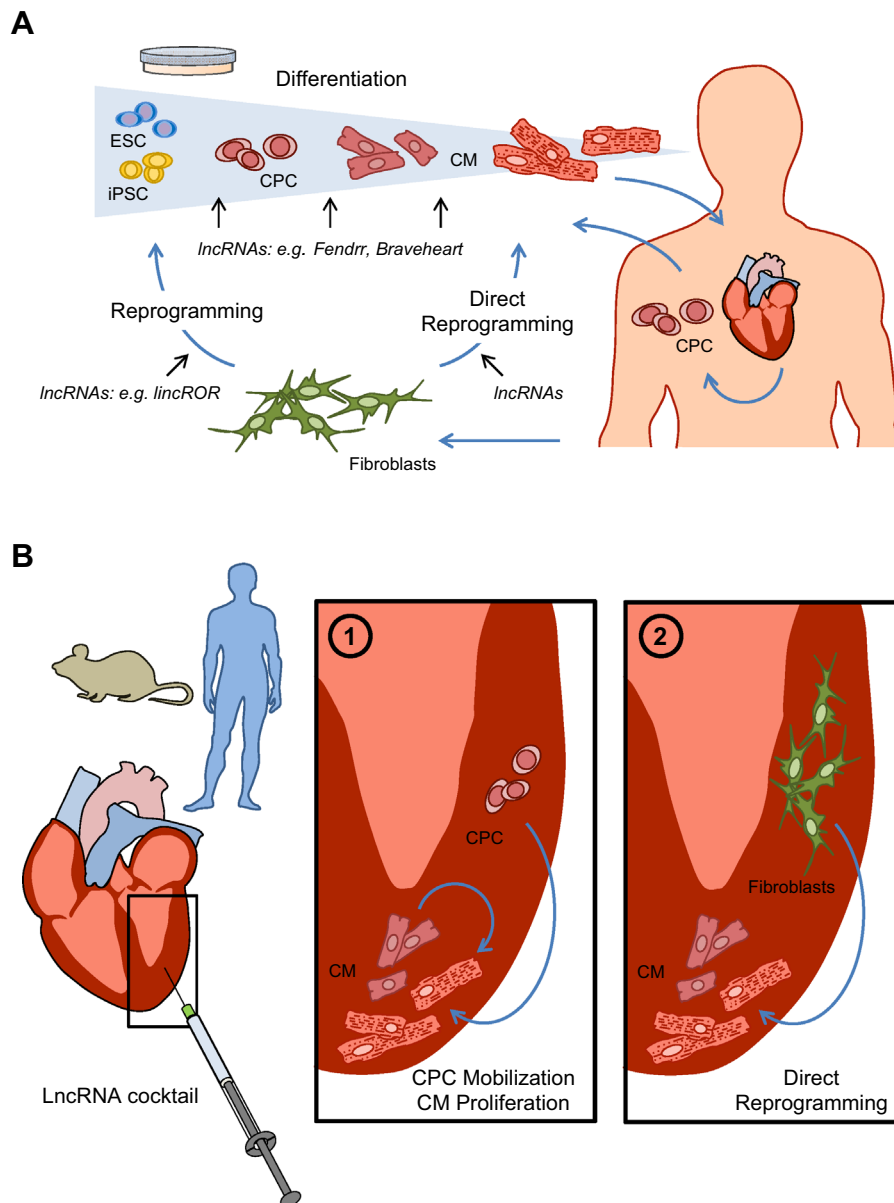 A
Differentiation
ESC
iPSC
CPC
CM
lncRNAs: e.g. Fendrr, Braveheart
Reprogramming
Direct
Reprogramming
CPC
lncRNAs: e.g. lincROR
lncRNAs
Fibroblasts
B
1
CPC
CM
CPC Mobilization
CM Proliferation
2
Fibroblasts
CM
Direct
Reprogramming
LncRNA cocktail